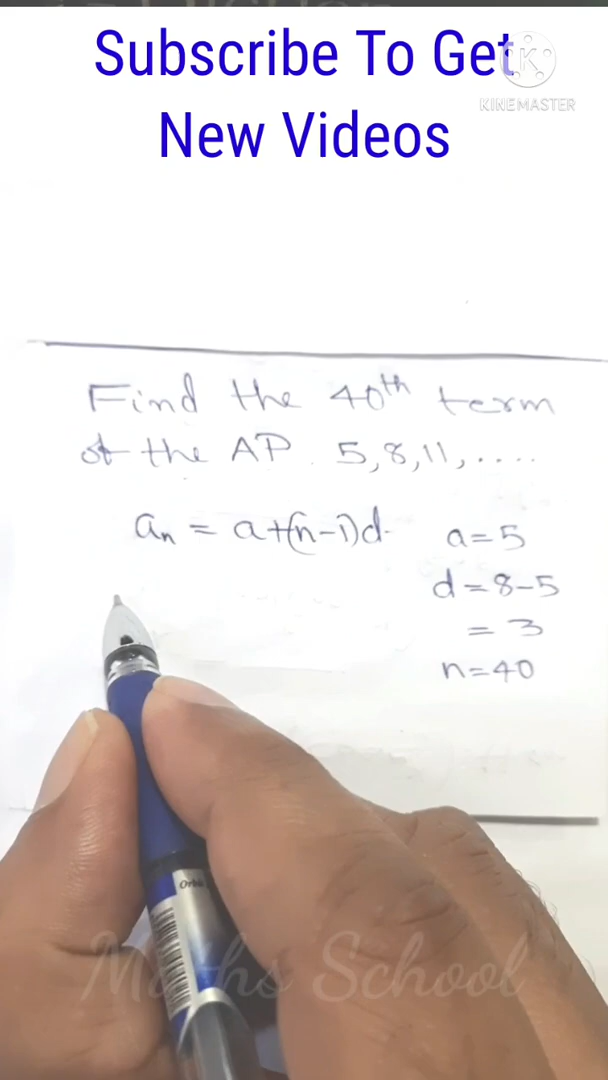 Subscribe To Get
New Videos
KINEMASTER
Find the 40th term
of the AP. 5,8,11,....
an = a+(n-1)d.
a=5
d=8-5
=3
n=40
Orbi
Maths School